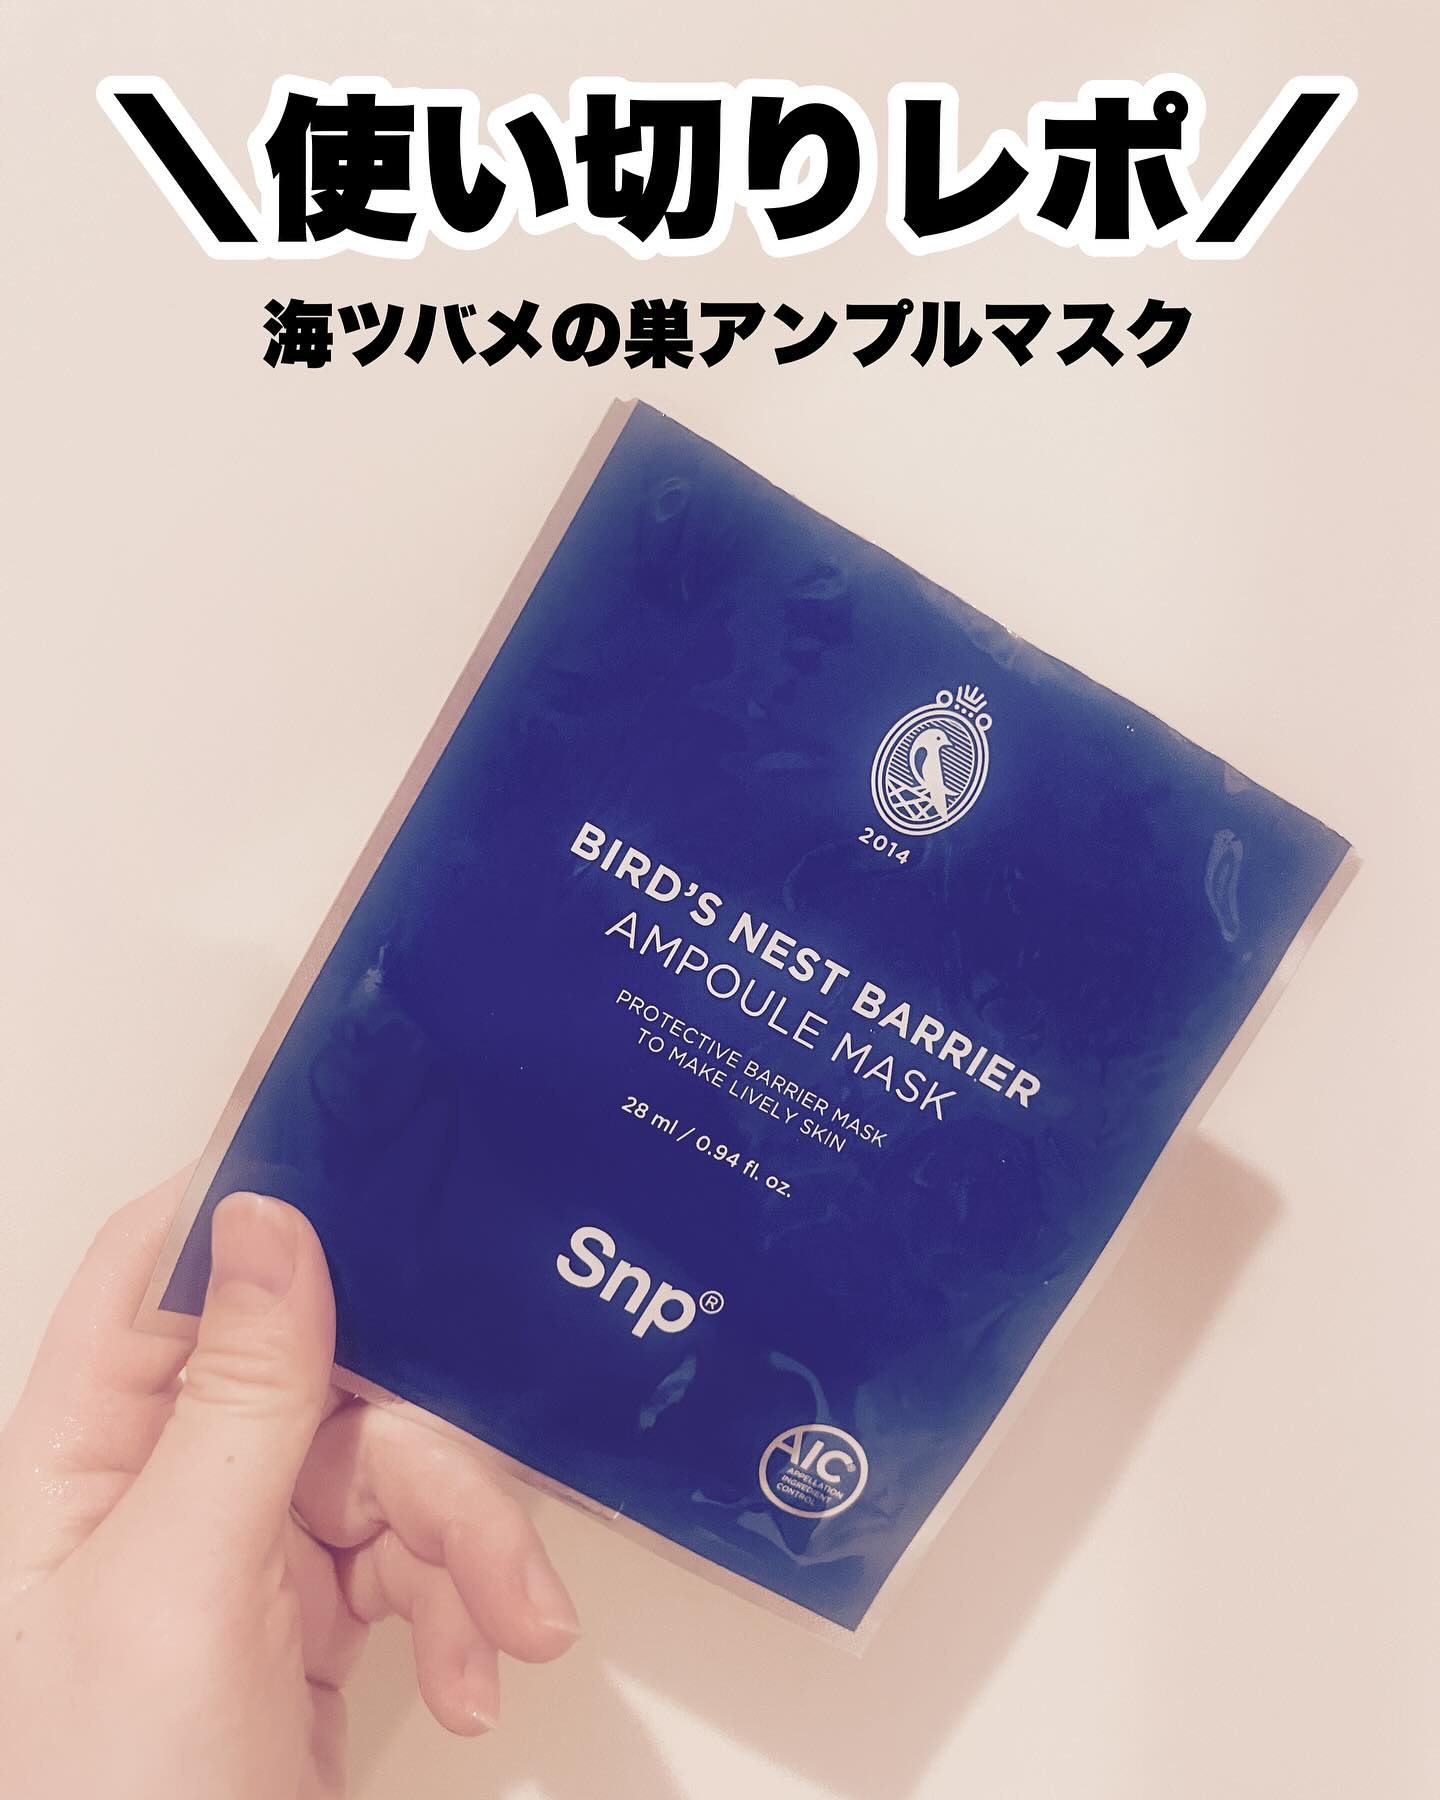 ＼使い切りレポ／
海ツバメの巣アンプルマスク
2014
BIRD'S NEST BARRIER
AMPOULE MASK
PROTECTIVE BARRIER MASK
TO MAKE LIVELY SKIN
28 ml / 0.94 fl. oz.
Snp®
AIC®
APPELLATION
INGREDIENT
CONTROL